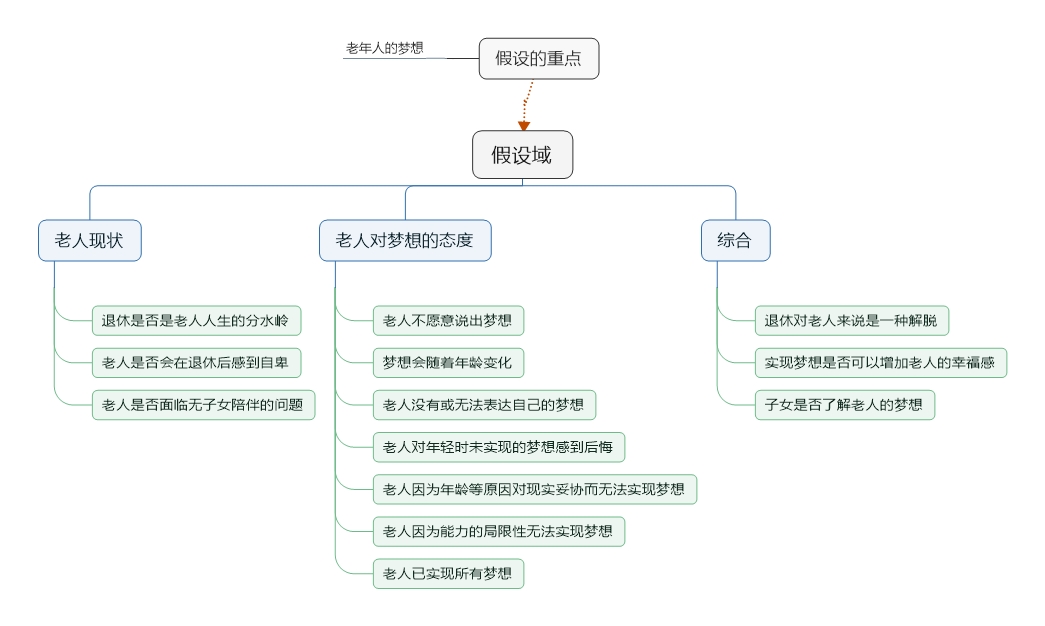 老年人的梦想
假设的重点
假设域
老人现状
老人对梦想的态度
综合
退休是否是老人人生的分水岭
老人是否会在退休后感到自卑
老人是否面临无子女陪伴的问题
老人不愿意说出梦想
梦想会随着年龄变化
老人没有或无法表达自己的梦想
老人对年轻时未实现的梦想感到后悔
老人因为年龄等原因对现实妥协而无法实现梦想
老人因为能力的局限性无法实现梦想
老人已实现所有梦想
退休对老人来说是一种解脱
实现梦想是否可以增加老人的幸福感
子女是否了解老人的梦想